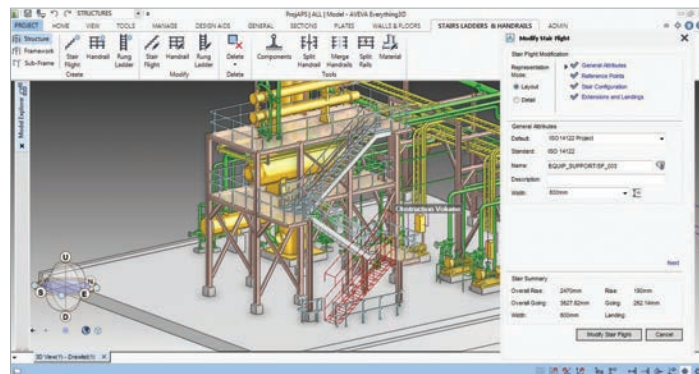 STRUCTURES
ProjAPS | ALL | Model - AVEVA Everything3D
PROJECT HOME VIEW TOOLS MANAGE DESIGN AIDS GENERAL SECTIONS PLATES WALLS & FLOORS STAIRS LADDERS & HANDRAILS ADMIN
Structure
Framework
Sub-Frame
Stair Flight Handrail Rung Ladder
Create
Stair Flight Handrail Rung Ladder
Modify
Delete
Delete
Components Split Handrail Merge Handrails Split Rails Material
Tools
Model Explorer
Obstruction Volume
U
N
S
E
D
3D View(1) - Drawlist(1)
Modify Stair Flight
Stair Flight Modification
Representation Mode:
Layout
Detail
General Attributes
Reference Points
Stair Configuration
Extensions and Landings
General Attributes
Default: ISO 14122 Project
Standard: ISO 14122
Name: EQUIP_SUPPORT/SF_003
Description:
Width: 800mm
Next
Stair Summary
Overall Rise: 2470mm Rise: 190mm
Overall Going: 3627.62mm Going: 262.14mm
Width: 800mm Landing:
Modify Stair Flight Cancel